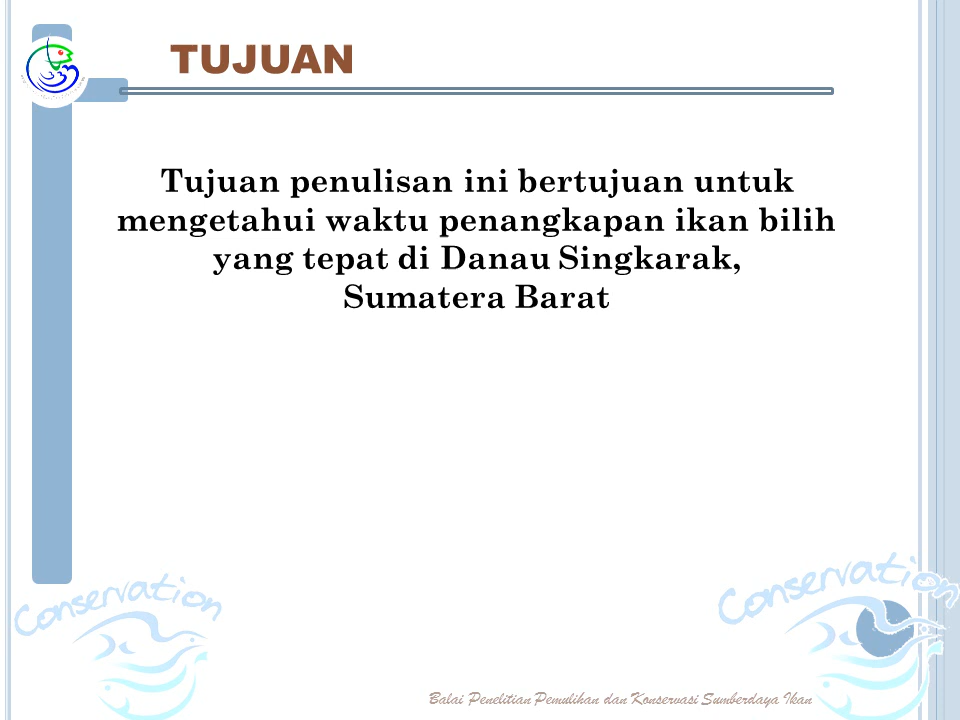 TUJUAN
Tujuan penulisan ini bertujuan untuk
mengetahui waktu penangkapan ikan bilih
yang tepat di Danau Singkarak,
Sumatera Barat
Conservation
Conservation
Balai Penelitian Pemulihan dan Konservasi Sumberdaya Ikan